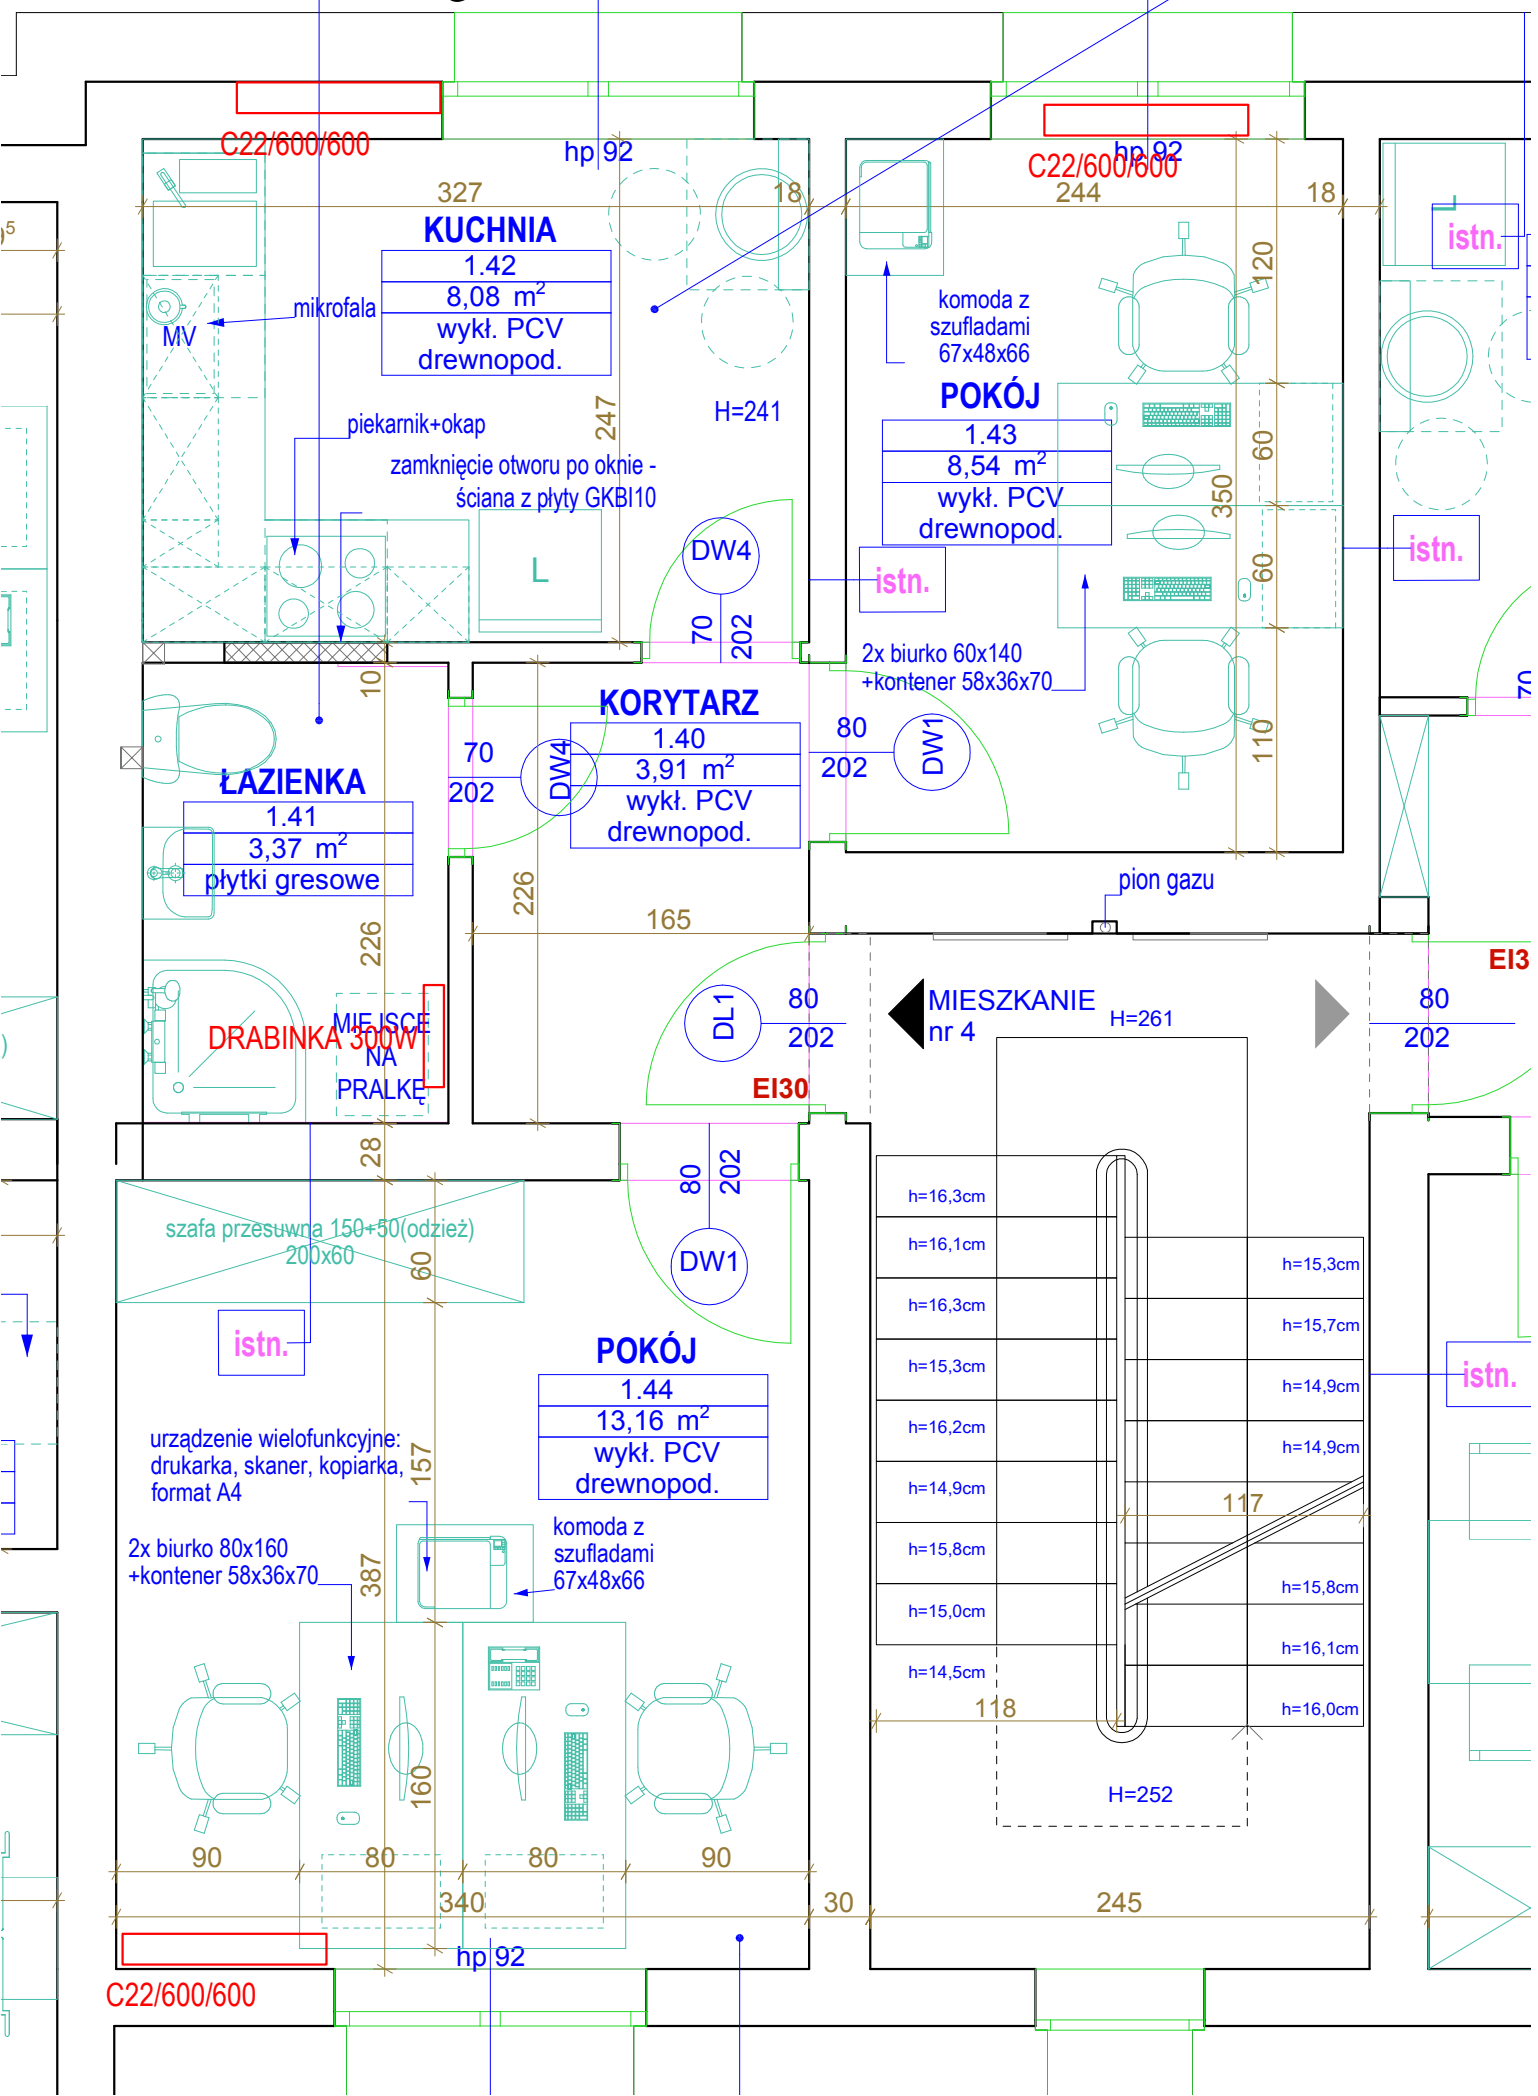 C22/600/600
hp 92
C22/600/600
hp 92
327
18
244
18
KUCHNIA
1.42
8,08 m²
wykł. PCV
drewnopod.
mikrofala
MV
piekarnik+okap
zamknięcie otworu po oknie -
ściana z płyty GKBI10
247
H=241
L
DW4
70
202
istn.
komoda z
szufladami
67x48x66
120
POKÓJ
1.43
8,54 m²
wykł. PCV
drewnopod.
60
350
60
110
2x biurko 60x140
+kontener 58x36x70
istn.
istn.
L
70
10
KORYTARZ
1.40
3,91 m²
wykł. PCV
drewnopod.
70
202
DW4
80
202
DW1
ŁAZIENKA
1.41
3,37 m²
płytki gresowe
226
226
165
pion gazu
EI3
DRABINKA 300W
MIEJSCE
NA
PRALKĘ
DL1
80
202
EI30
MIESZKANIE
nr 4
H=261
80
202
28
80
202
DW1
szafa przesuwna 150+50(odzież)
200x60
60
istn.
POKÓJ
1.44
13,16 m²
wykł. PCV
drewnopod.
urządzenie wielofunkcyjne:
drukarka, skaner, kopiarka,
format A4
157
2x biurko 80x160
+kontener 58x36x70
387
komoda z
szufladami
67x48x66
160
h=16,3cm
h=16,1cm
h=16,3cm
h=15,3cm
h=16,2cm
h=14,9cm
h=15,8cm
h=15,0cm
h=14,5cm
h=15,3cm
h=15,7cm
h=14,9cm
h=14,9cm
117
h=15,8cm
h=16,1cm
h=16,0cm
118
H=252
istn.
90
80
80
90
340
30
245
hp 92
C22/600/600